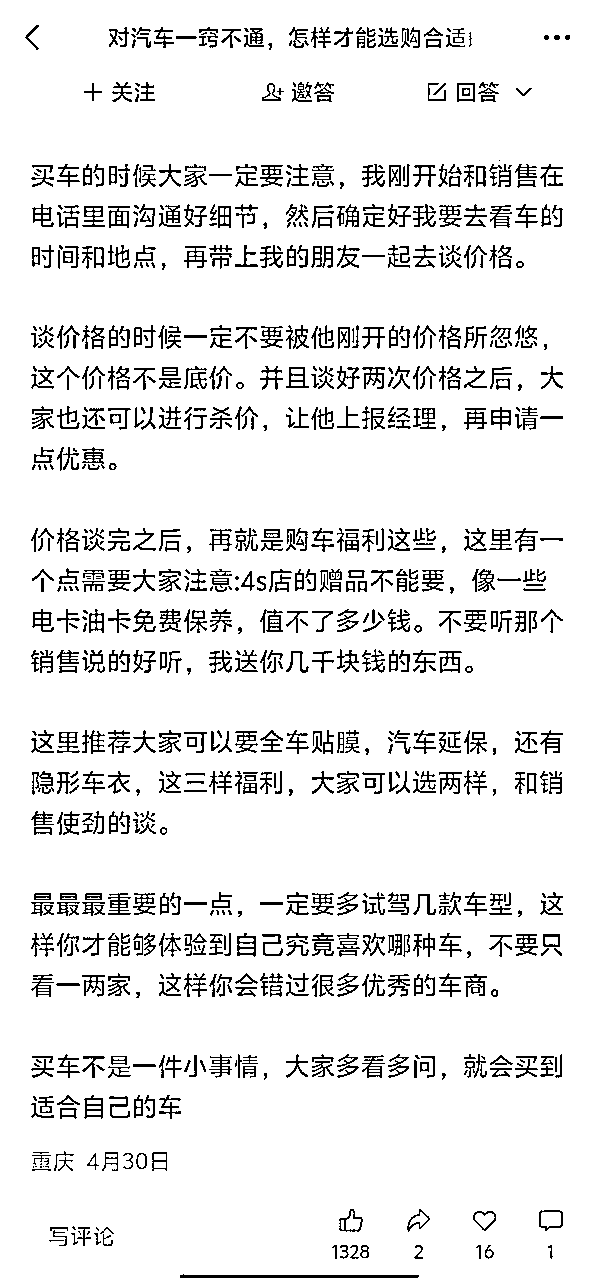 对汽车一窍不通，怎样才能选购合适
关注
邀答
回答
买车的时候大家一定要注意，我刚开始和销售在
电话里面沟通好细节，然后确定好我要去看车的
时间和地点，再带上我的朋友一起去谈价格。
谈价格的时候一定不要被他刚开的价格所忽悠，
这个价格不是底价。并且谈好两次价格之后，大
家也还可以进行杀价，让他上报经理，再申请一
点优惠。
价格谈完之后，再就是购车福利这些，这里有一
个点需要大家注意:4s店的赠品不能要，像一些
电卡油卡免费保养，值不了多少钱。不要听那个
销售说的好听，我送你几千块钱的东西。
这里推荐大家可以要全车贴膜，汽车延保，还有
隐形车衣，这三样福利，大家可以选两样，和销
售使劲的谈。
最最最重要的一点，一定要多试驾几款车型，这
样你才能够体验到自己究竟喜欢哪种车，不要只
看一两家，这样你会错过很多优秀的车商。
买车不是一件小事情，大家多看多问，就会买到
适合自己的车
重庆 4月30日
写评论
1328
2
16
1